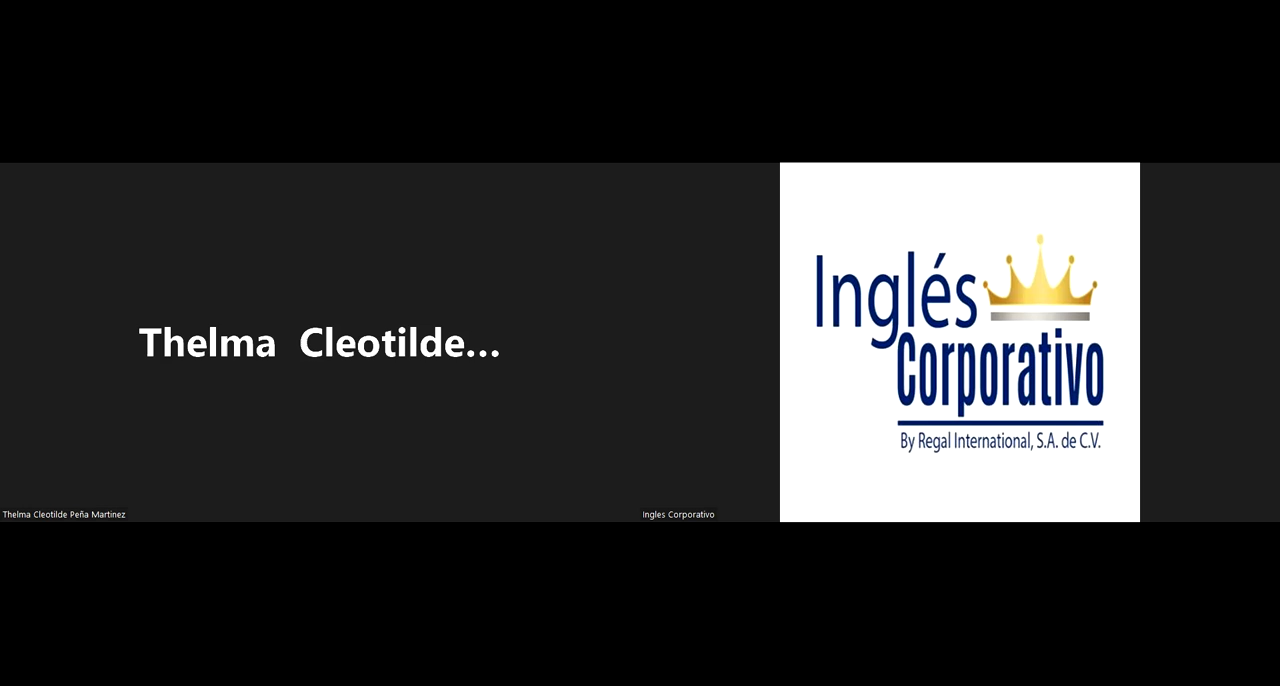 Thelma Cleotilde...
Thelma Cleotilde Peña Martinez
Inglés
Corporativo
By Regal International, S.A. de C.V.
Ingles Corporativo